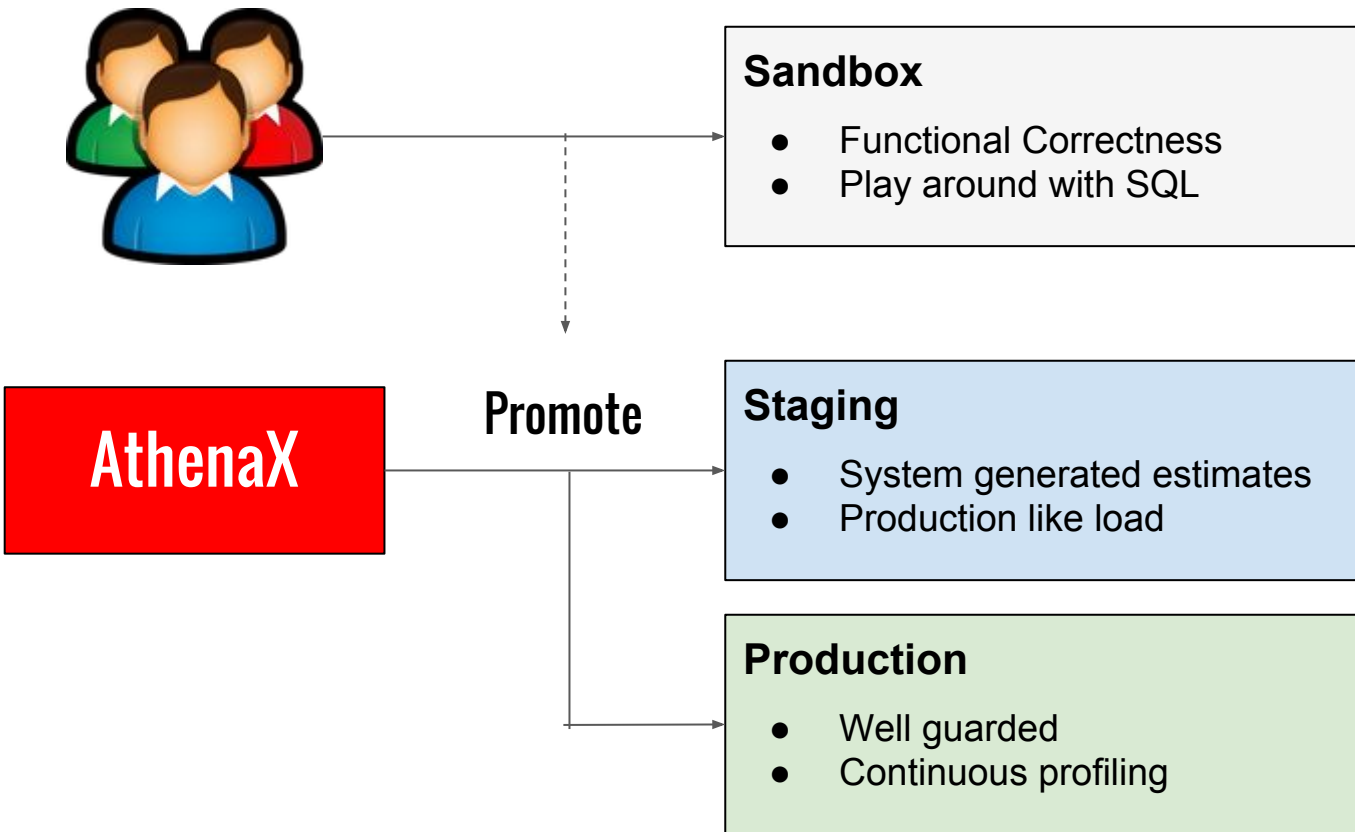 Sandbox
● Functional Correctness
● Play around with SQL
AthenaX
Promote
Staging
● System generated estimates
● Production like load
Production
● Well guarded
● Continuous profiling